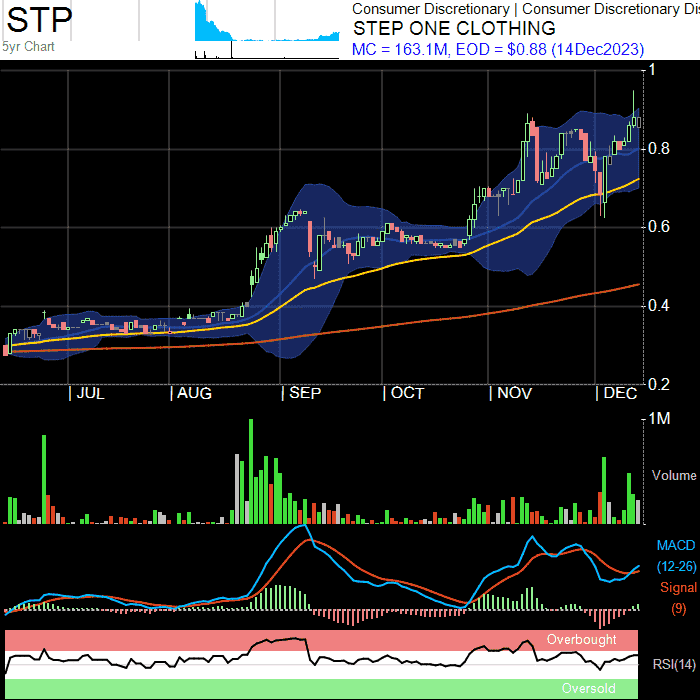 STP
5yr Chart
Consumer Discretionary | Consumer Discretionary Dis
STEP ONE CLOTHING
MC = 163.1M, EOD = $0.88 (14Dec2023)
1
0.8
0.6
0.4
0.2
| JUL | AUG | SEP | OCT | NOV | DEC
1M
Volume
MACD
(12-26)
Signal
(9)
Overbought
RSI(14)
Oversold